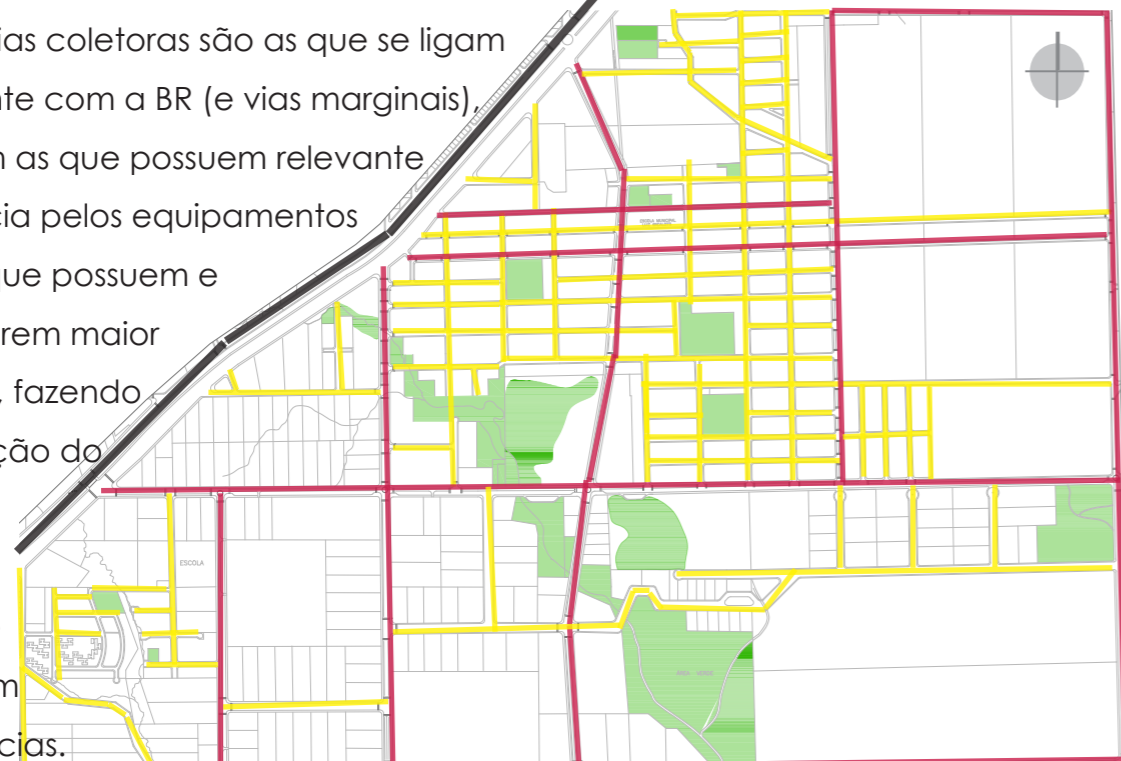 ias coletoras são as que se ligam
nte com a BR (e vias marginais),
m as que possuem relevante
cia pelos equipamentos
que possuem e
rem maior
, fazendo
ção do
m
cias.
ESCOLA